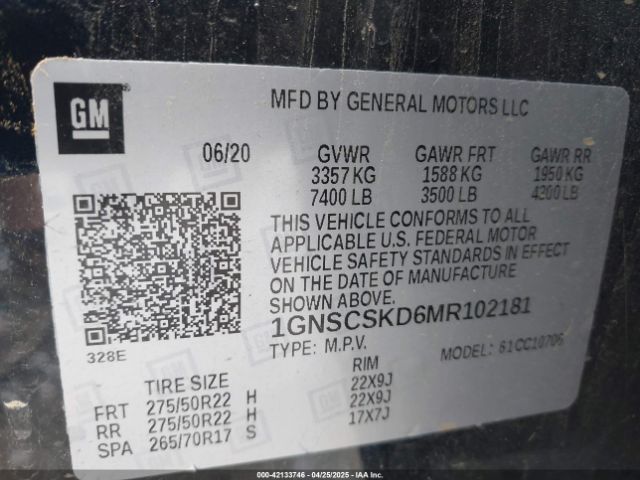 GM
MFD BY GENERAL MOTORS LLC
06/20 GVWR GAWR FRT GAWR RR
3357 KG 1588 KG 1950 KG
7400 LB 3500 LB 4300 LB
THIS VEHICLE CONFORMS TO ALL
APPLICABLE U.S. FEDERAL MOTOR
VEHICLE SAFETY STANDARDS IN EFFECT
ON THE DATE OF MANUFACTURE
SHOWN ABOVE.
1GNSCSKD6MR102181
328E TYPE: M.P.V. MODEL: 61CC10706
TIRE SIZE RIM
FRT 275/50R22 H 22X9J
RR 275/50R22 H 22X9J
SPA 265/70R17 S 17X7J
000-42133746 - 04/25/2025 - IAAI.COM